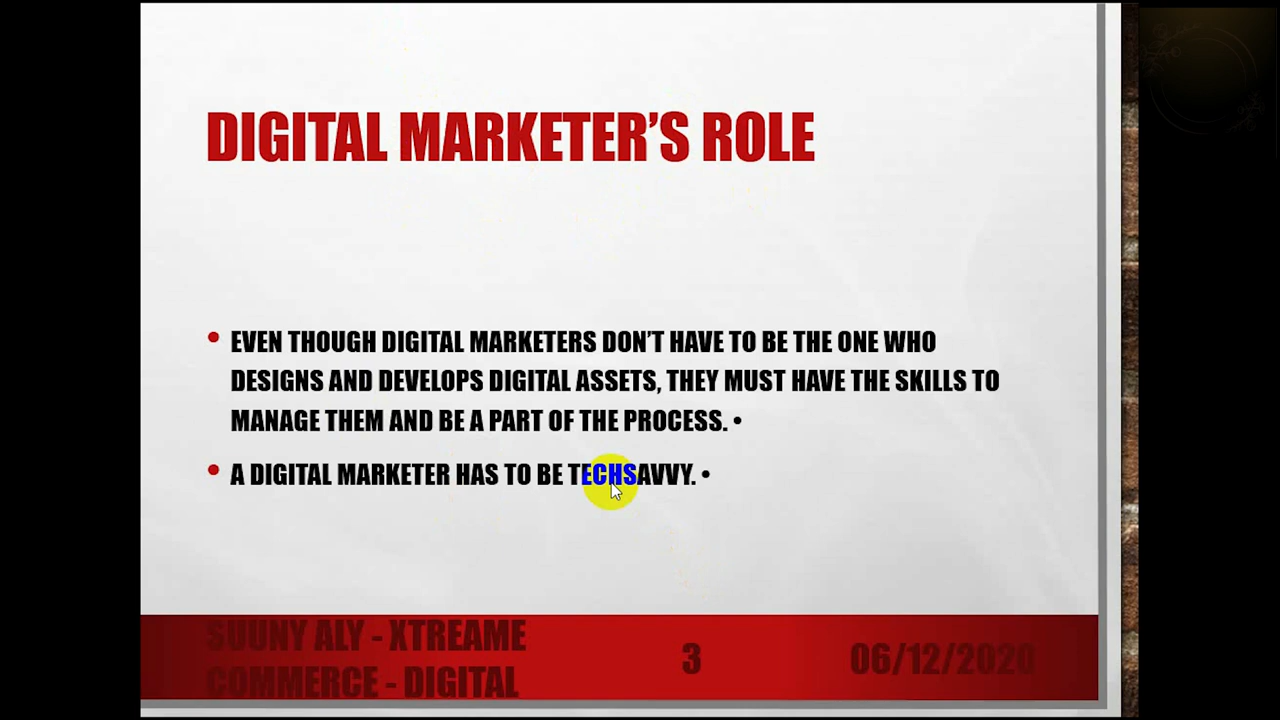 DIGITAL MARKETER’S ROLE
• EVEN THOUGH DIGITAL MARKETERS DON’T HAVE TO BE THE ONE WHO
DESIGNS AND DEVELOPS DIGITAL ASSETS, THEY MUST HAVE THE SKILLS TO
MANAGE THEM AND BE A PART OF THE PROCESS. •
• A DIGITAL MARKETER HAS TO BE TECHSAVVY. •
SUUNY ALY - XTREAME
COMMERCE - DIGITAL
3
06/12/2020